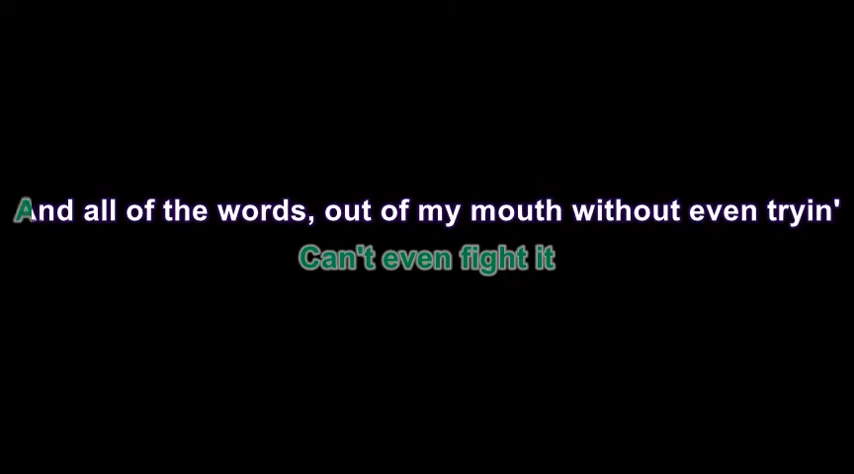 And all of the words, out of my mouth without even tryin'
Can't even fight it